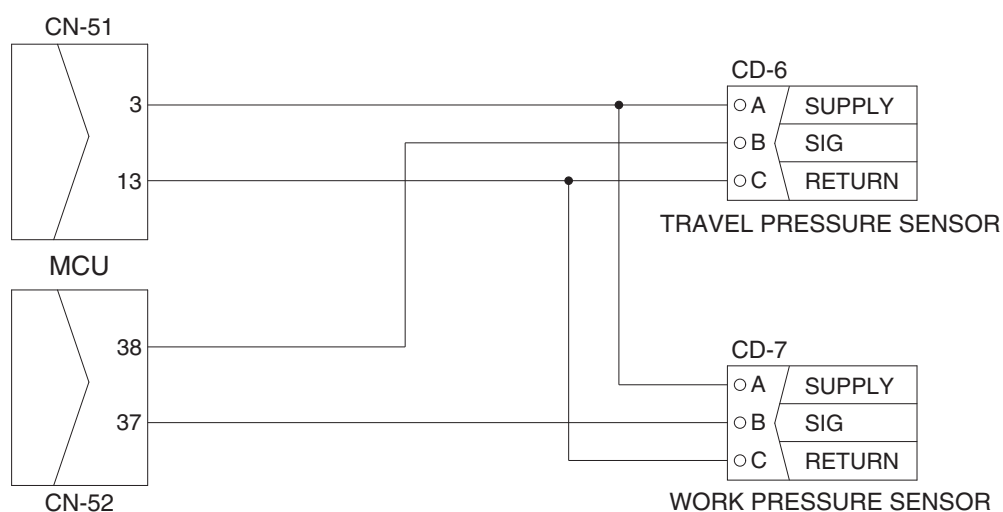 CN-51
3
13
MCU
38
37
CN-52
CD-6
A SUPPLY
B SIG
C RETURN
TRAVEL PRESSURE SENSOR
CD-7
A SUPPLY
B SIG
C RETURN
WORK PRESSURE SENSOR